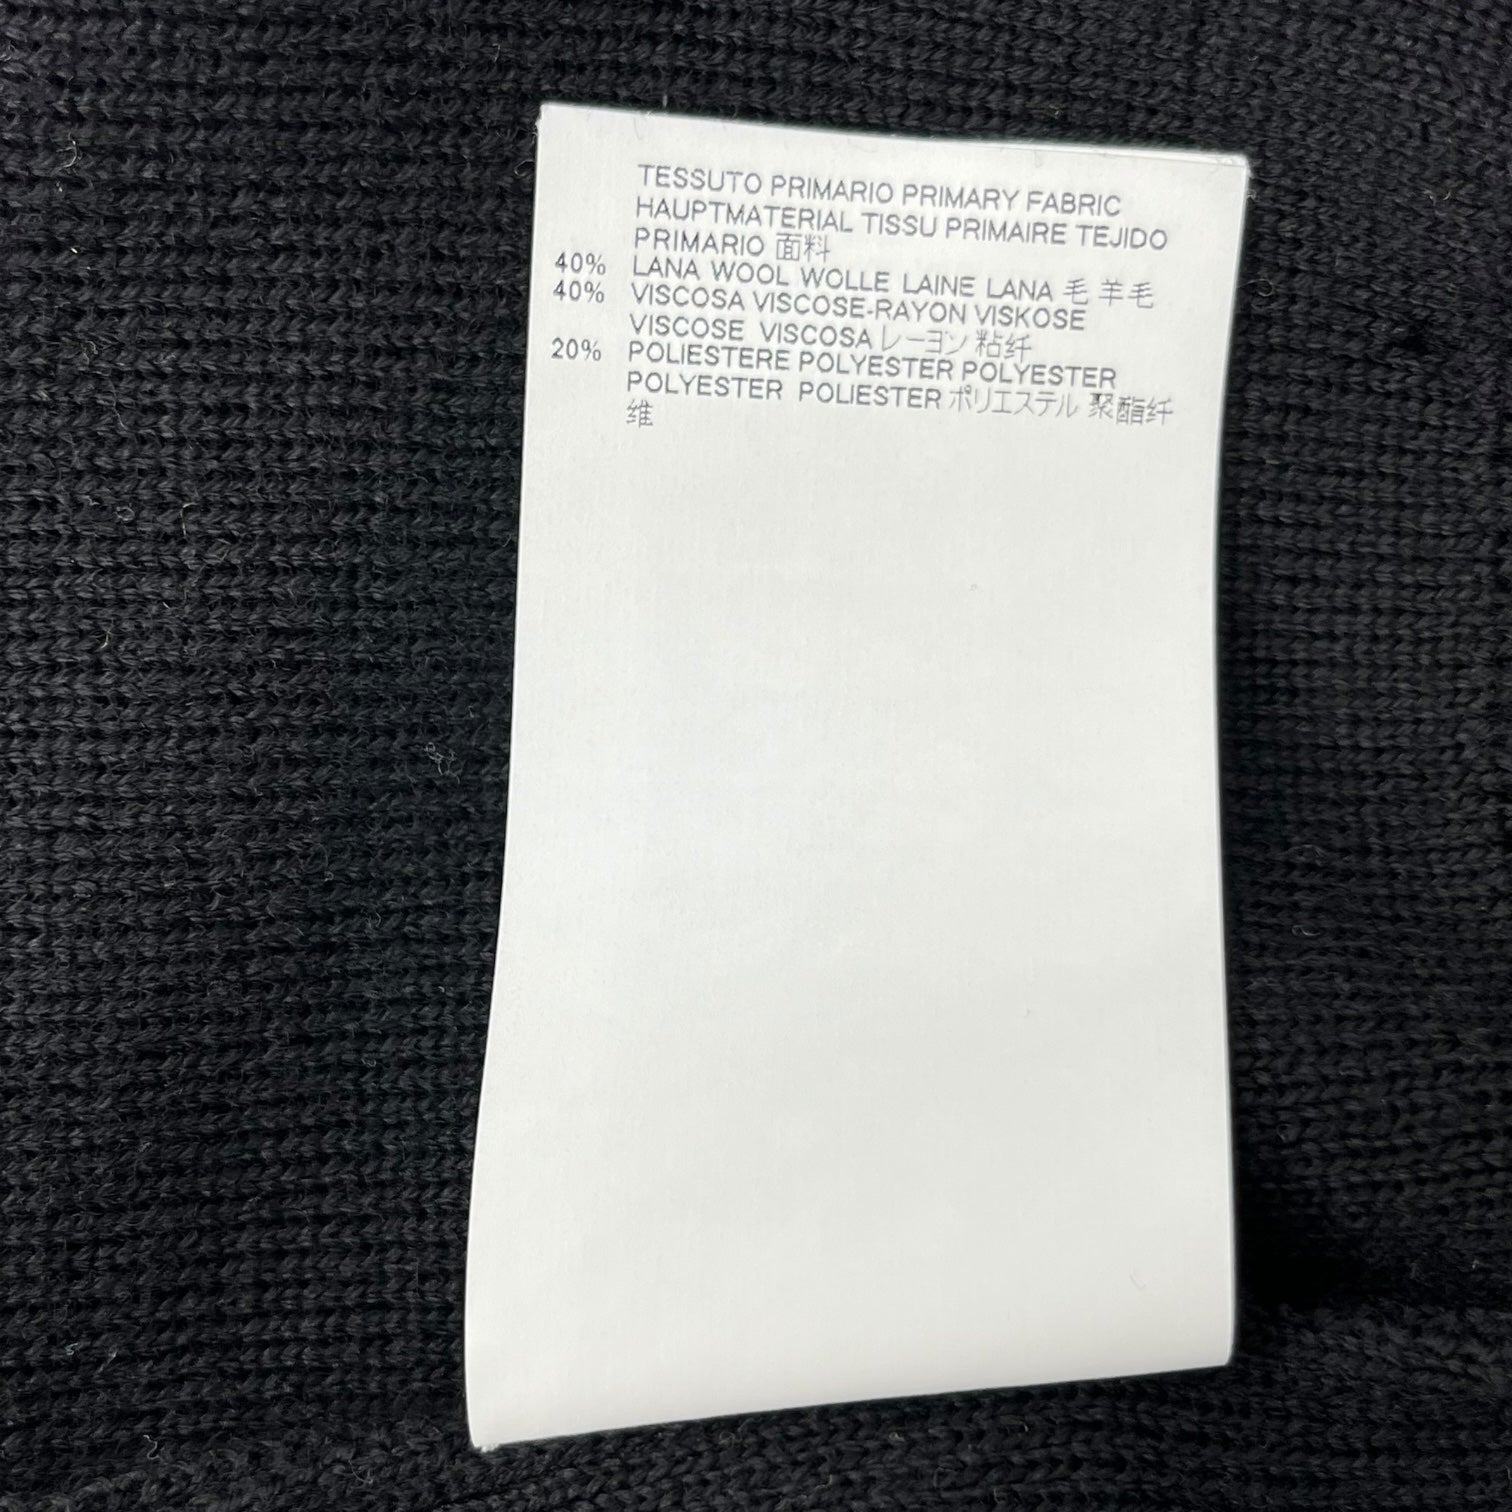 TESSUTO PRIMARIO PRIMARY FABRIC
HAUPTMATERIAL TISSU PRIMAIRE TEJIDO
PRIMARIO 面料
40% LANA WOOL WOLLE LAINE LANA 毛 羊毛
40% VISCOSA VISCOSE-RAYON VISKOSE
VISCOSE VISCOSA レーヨン 粘纤
20% POLIESTERE POLYESTER POLYESTER
POLYESTER POLIESTER ポリエステル 聚酯纤
维